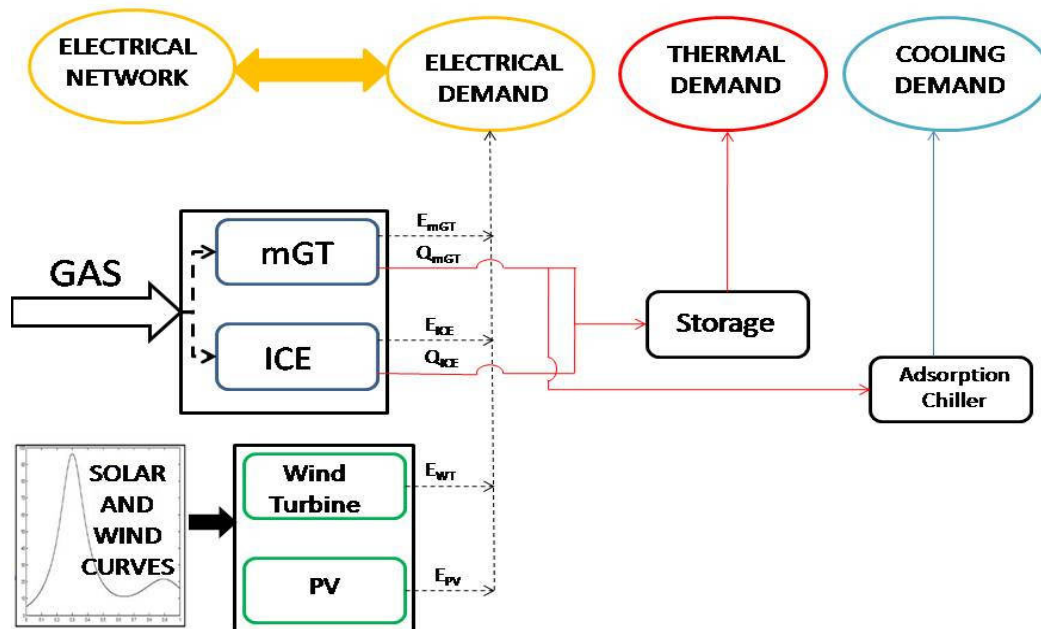 ELECTRICAL
NETWORK
ELECTRICAL
DEMAND
THERMAL
DEMAND
COOLING
DEMAND
GAS
mGT
ICE
EmGT
QmGT
EICE
QICE
Storage
Adsorption
Chiller
SOLAR
AND
WIND
CURVES
Wind
Turbine
PV
EWT
EPV